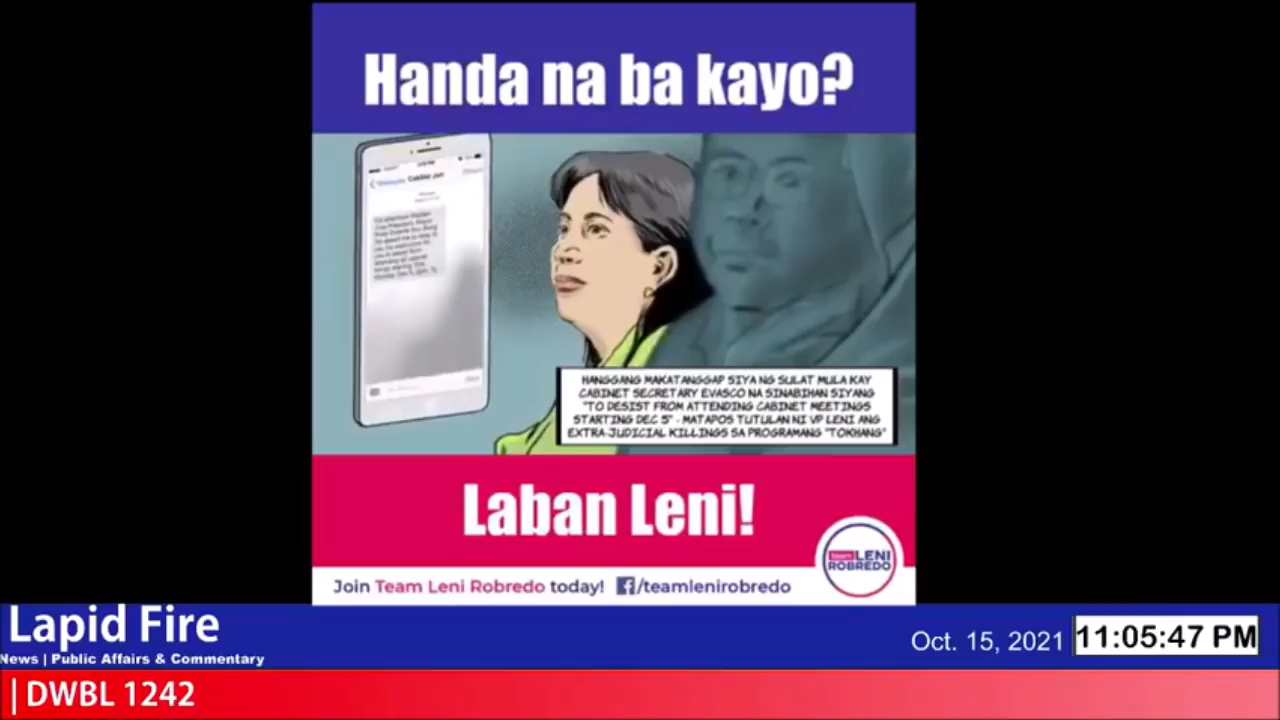 Handa na ba kayo?
HANGGANG MAKATANGGAP SIYA NG SULAT MULA KAY
CABINET SECRETARY EVASCO NA SINABIHAN SIYANG
"TO DESIST FROM ATTENDING CABINET MEETINGS
STARTING DEC 5" - MATAPOS TUTULAN NI VP LENI ANG
EXTRA-JUDICIAL KILLINGS SA PROGRAMANG "TOKHANG"
Laban Leni!
team LENI
ROBREDO
Join Team Leni Robredo today! /teamlenirobredo
Lapid Fire
News | Public Affairs & Commentary
Oct. 15, 2021 11:05:47 PM
| DWBL 1242